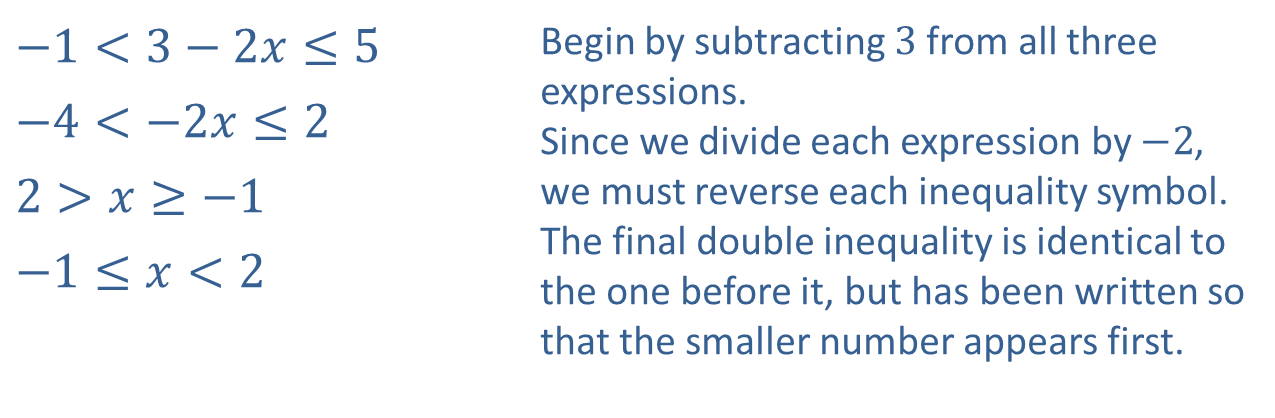 −1 < 3 − 2x ≤ 5
−4 < −2x ≤ 2
2 > x ≥ −1
−1 ≤ x < 2
Begin by subtracting 3 from all three
expressions.
Since we divide each expression by −2,
we must reverse each inequality symbol.
The final double inequality is identical to
the one before it, but has been written so
that the smaller number appears first.